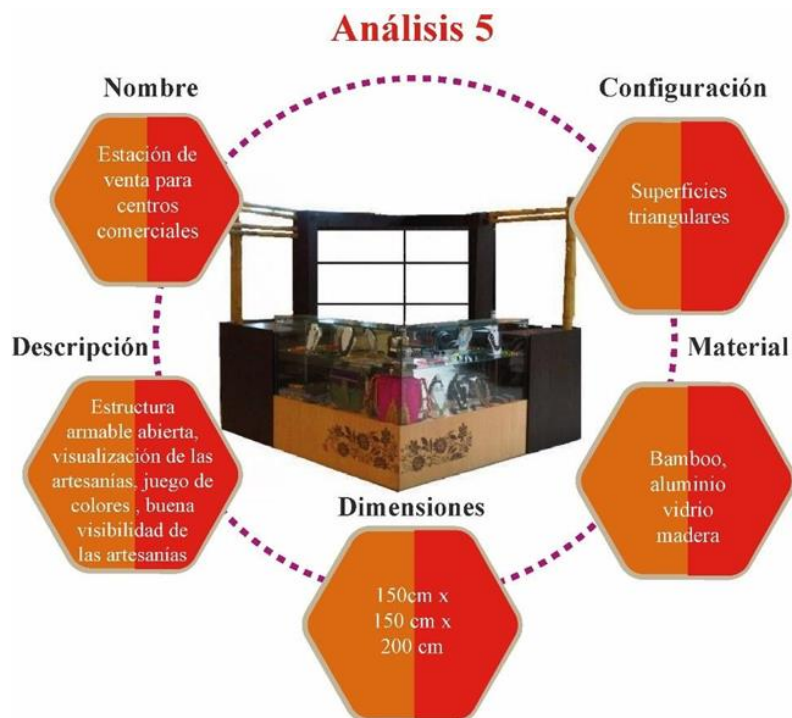 Análisis 5
Nombre
Estación de
venta para
centros
comerciales
Configuración
Superficies
triangulares
Descripción
Estructura
armable abierta,
visualización de las
artesanías, juego de
colores , buena
visibilidad de
las artesanías
Material
Bamboo,
aluminio
vidrio
madera
Dimensiones
150cm x
150 cm x
200 cm